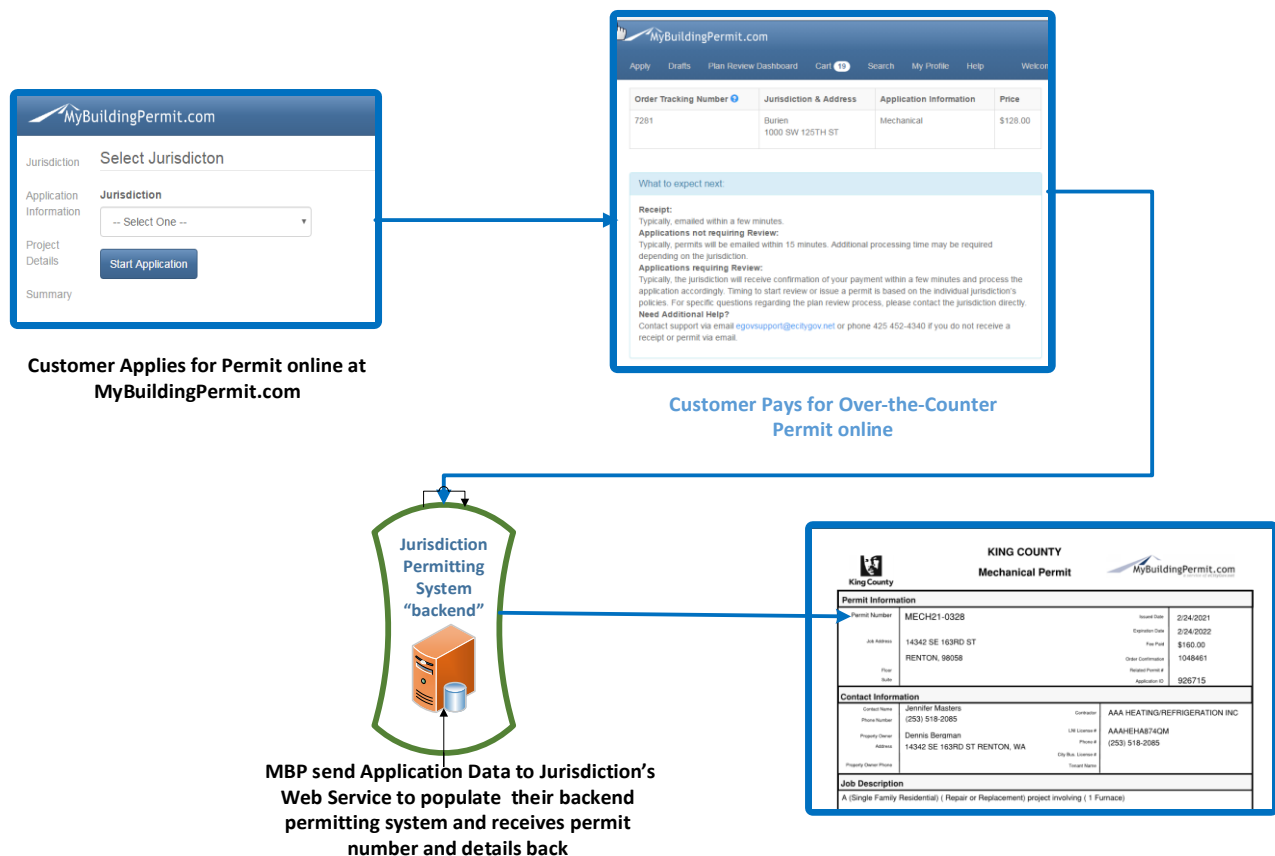 MyBuildingPermit.com
Jurisdiction
Application
Information
Project
Details
Summary
Select Jurisdicton
Jurisdiction
-- Select One --
Start Application
Customer Applies for Permit online at
MyBuildingPermit.com
MyBuildingPermit.com
Apply Drafts Plan Review Dashboard Cart 19 Search My Profile Help Welcon
Order Tracking Number ? Jurisdiction & Address Application Information Price
7281 Burien Mechanical $128.00
1000 SW 125TH ST
What to expect next:
Receipt:
Typically, emailed within a few minutes.
Applications not requiring Review:
Typically, permits will be emailed within 15 minutes. Additional processing time may be required
depending on the jurisdiction.
Applications requiring Review:
Typically, the jurisdiction will receive confirmation of your payment within a few minutes and process the
application accordingly. Timing to start review or issue a permit is based on the individual jurisdiction's
policies. For specific questions regarding the plan review process, please contact the jurisdiction directly.
Need Additional Help?
Contact support via email egovsupport@ecitygov.net or phone 425 452-4340 if you do not receive a
receipt or permit via email.
Customer Pays for Over-the-Counter
Permit online
Jurisdiction
Permitting
System
“backend”
MBP send Application Data to Jurisdiction’s
Web Service to populate their backend
permitting system and receives permit
number and details back
King County
KING COUNTY
Mechanical Permit
MyBuildingPermit.com
Permit Information
Permit Number MECH21-0328 Issued Date 2/24/2021
Expiration Date 2/24/2022
Job Address 14342 SE 163RD ST Fee Paid $160.00
RENTON, 98058 Order Confirmation 1048461
Floor Related Permit #
Suite Application ID 926715
Contact Information
Contact Name Jennifer Masters Contractor AAA HEATING/REFRIGERATION INC
Phone Number (253) 518-2085
Property Owner Dennis Bergman LNI License # AAAHEHA874QM
Address 14342 SE 163RD ST RENTON, WA Phone # (253) 518-2085
City Bus. License #
Property Owner Phone Tenant Name
Job Description
A (Single Family Residential) ( Repair or Replacement) project involving ( 1 Furnace)